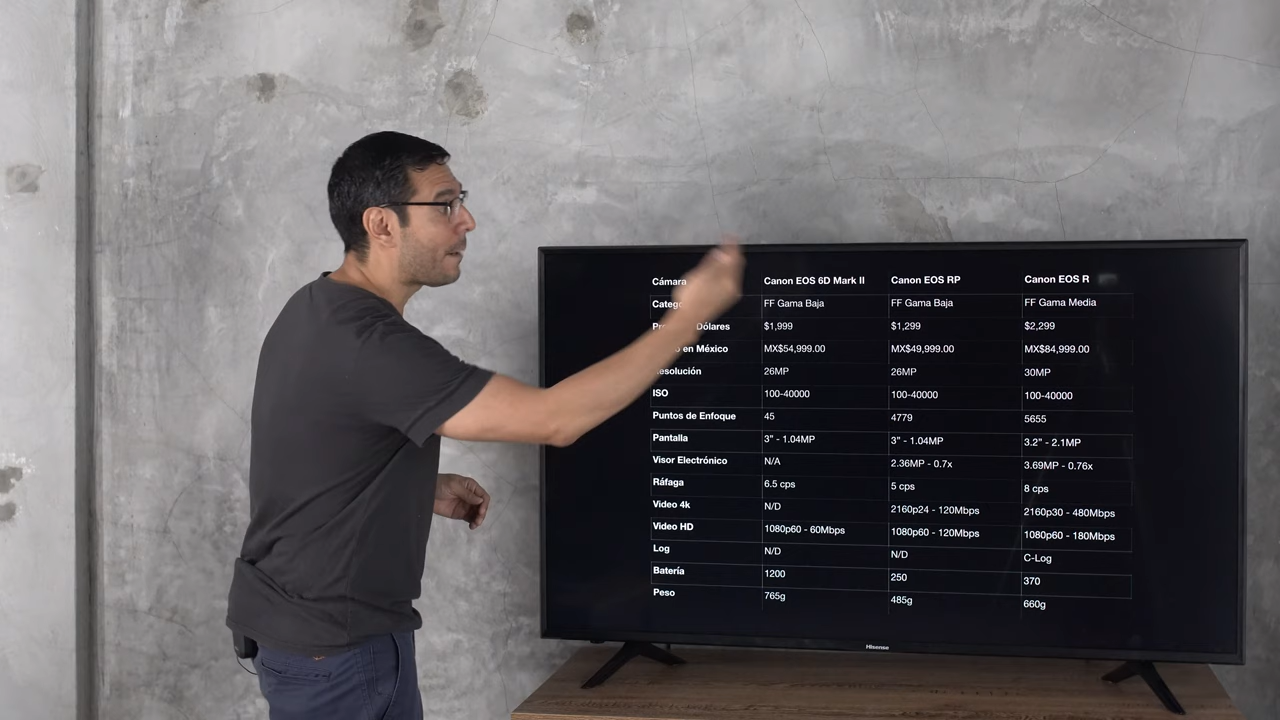 Cámara Canon EOS 6D Mark II Canon EOS RP Canon EOS R
FF Gama Baja FF Gama Baja FF Gama Media
Dólares $1,999 $1,299 $2,299
en México MX$54,999.00 MX$49,999.00 MX$84,999.00
26MP 26MP 30MP
ISO 100-40000 100-40000 100-40000
Puntos de Enfoque 45 4779 5655
Pantalla 3" - 1.04MP 3" - 1.04MP 3.2" - 2.1MP
Visor Electrónico N/A 2.36MP - 0.7x 3.69MP - 0.76x
Ráfaga 6.5 cps 5 cps 8 cps
Video 4k N/D 2160p24 - 120Mbps 2160p30 - 480Mbps
Video HD 1080p60 - 60Mbps 1080p60 - 120Mbps 1080p60 - 180Mbps
Log N/D N/D C-Log
Batería 1200 250 370
Peso 765g 485g 660g
Hisense